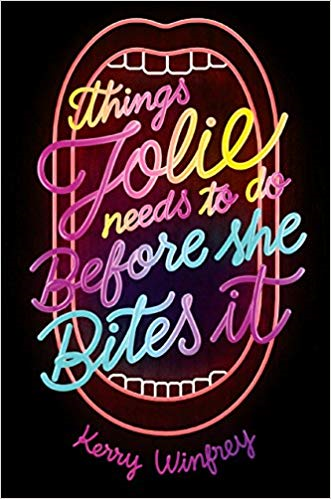 Things
Jolie
needs to do
Before she
Bites it
Kerry Winfrey